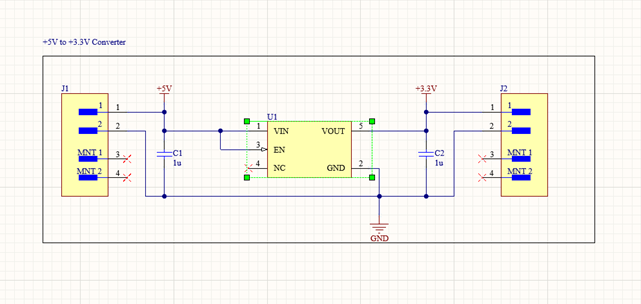 +5V to +3.3V Converter
J1
+5V
+3.3V
J2
1 1
2 2
MNT 1 3
MNT 2 4
C1
1u
U1
1 VIN
3 EN
4 NC
VOUT 5
GND 2
C2
1u
1 1
2 2
3 MNT 1
4 MNT 2
GND